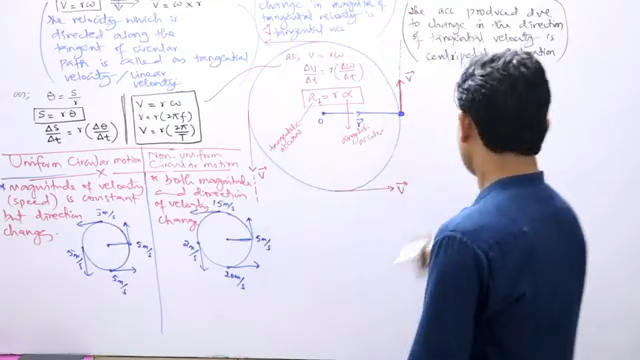 V = rω
V = ω × r
The velocity which is
directed along the
tangent of circular
path is called as tangential
velocity / linear
velocity
as, θ = S/r
S = rθ
ΔS/Δt = r(Δθ/Δt)
V = rω
V = r(2πf)
V = r(2π/T)
change in magnitude of
tangential velocity is
tangential acc
as, V = rω
ΔV/Δt = r(Δω/Δt)
= r α
tangential
angular
o
r
V
V
V
The acc produced due
to change in the direction
of tangential velocity is
centripetal
Uniform Circular motion
* Magnitude of velocity
(speed) is constant
but direction
change.
5m/s
5m/s
5m/s
5m/s
Non-uniform
Circular motion
* both magnitude
direction
of velocity
change
15m/s
5m/s
2m/s
20m/s